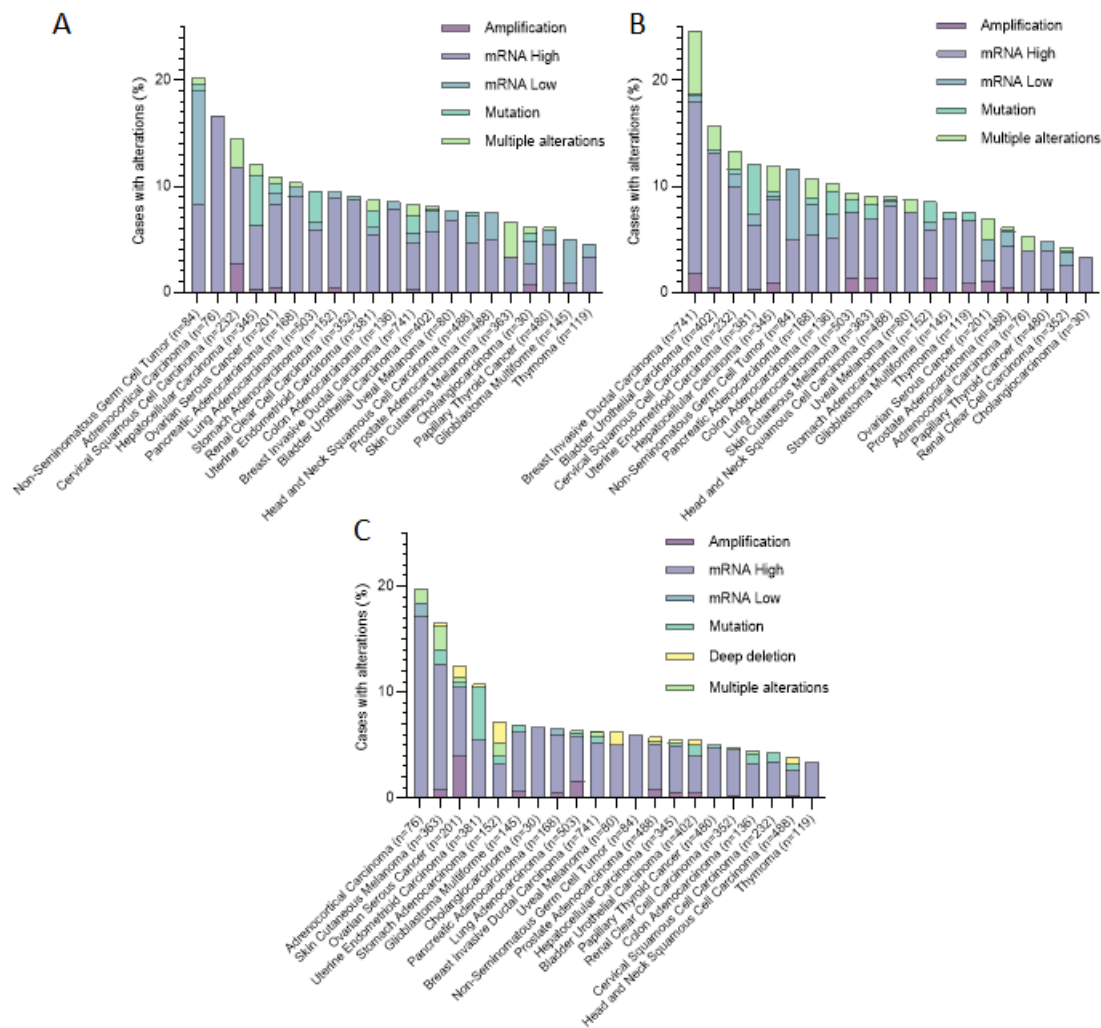 A
Cases with alterations (%)
20
10
0
Amplification
mRNA High
mRNA Low
Mutation
Multiple alterations
Non-Seminomatous Germ Cell Tumor (n=84)
Adrenocortical Carcinoma (n=76)
Cervical Squamous Cell Carcinoma (n=232)
Hepatocellular Carcinoma (n=345)
Ovarian Serous Cancer (n=201)
Pancreatic Adenocarcinoma (n=168)
Lung Adenocarcinoma (n=503)
Stomach Adenocarcinoma (n=152)
Renal Clear Cell Carcinoma (n=352)
Uterine Endometrioid Carcinoma (n=381)
Colon Adenocarcinoma (n=136)
Breast Invasive Ductal Carcinoma (n=741)
Bladder Urothelial Carcinoma (n=402)
Uveal Melanoma (n=80)
Head and Neck Squamous Cell Carcinoma (n=488)
Prostate Adenocarcinoma (n=488)
Skin Cutaneous Melanoma (n=363)
Cholangiocarcinoma (n=30)
Papillary Thyroid Cancer (n=480)
Glioblastoma Multiforme (n=145)
Thymoma (n=119)
B
Cases with alterations (%)
20
10
0
Amplification
mRNA High
mRNA Low
Mutation
Multiple alterations
Breast Invasive Ductal Carcinoma (n=741)
Bladder Urothelial Carcinoma (n=402)
Cervical Squamous Cell Carcinoma (n=232)
Uterine Endometrioid Carcinoma (n=381)
Hepatocellular Carcinoma (n=345)
Non-Seminomatous Germ Cell Tumor (n=84)
Pancreatic Adenocarcinoma (n=168)
Colon Adenocarcinoma (n=136)
Lung Adenocarcinoma (n=503)
Skin Cutaneous Melanoma (n=363)
Head and Neck Squamous Cell Carcinoma (n=488)
Uveal Melanoma (n=80)
Stomach Adenocarcinoma (n=152)
Glioblastoma Multiforme (n=145)
Thymoma (n=119)
Ovarian Serous Cancer (n=201)
Prostate Adenocarcinoma (n=488)
Adrenocortical Carcinoma (n=76)
Papillary Thyroid Cancer (n=480)
Renal Clear Cell Carcinoma (n=352)
Cholangiocarcinoma (n=30)
C
Cases with alterations (%)
20
10
0
Amplification
mRNA High
mRNA Low
Mutation
Deep deletion
Multiple alterations
Adrenocortical Carcinoma (n=76)
Skin Cutaneous Melanoma (n=363)
Ovarian Serous Cancer (n=201)
Uterine Endometrioid Carcinoma (n=381)
Stomach Adenocarcinoma (n=152)
Glioblastoma Multiforme (n=145)
Cholangiocarcinoma (n=30)
Pancreatic Adenocarcinoma (n=168)
Lung Adenocarcinoma (n=503)
Breast Invasive Ductal Carcinoma (n=741)
Uveal Melanoma (n=80)
Non-Seminomatous Germ Cell Tumor (n=84)
Prostate Adenocarcinoma (n=488)
Hepatocellular Carcinoma (n=345)
Bladder Urothelial Carcinoma (n=402)
Papillary Thyroid Cancer (n=480)
Renal Clear Cell Carcinoma (n=352)
Colon Adenocarcinoma (n=136)
Cervical Squamous Cell Carcinoma (n=232)
Head and Neck Squamous Cell Carcinoma (n=488)
Thymoma (n=119)